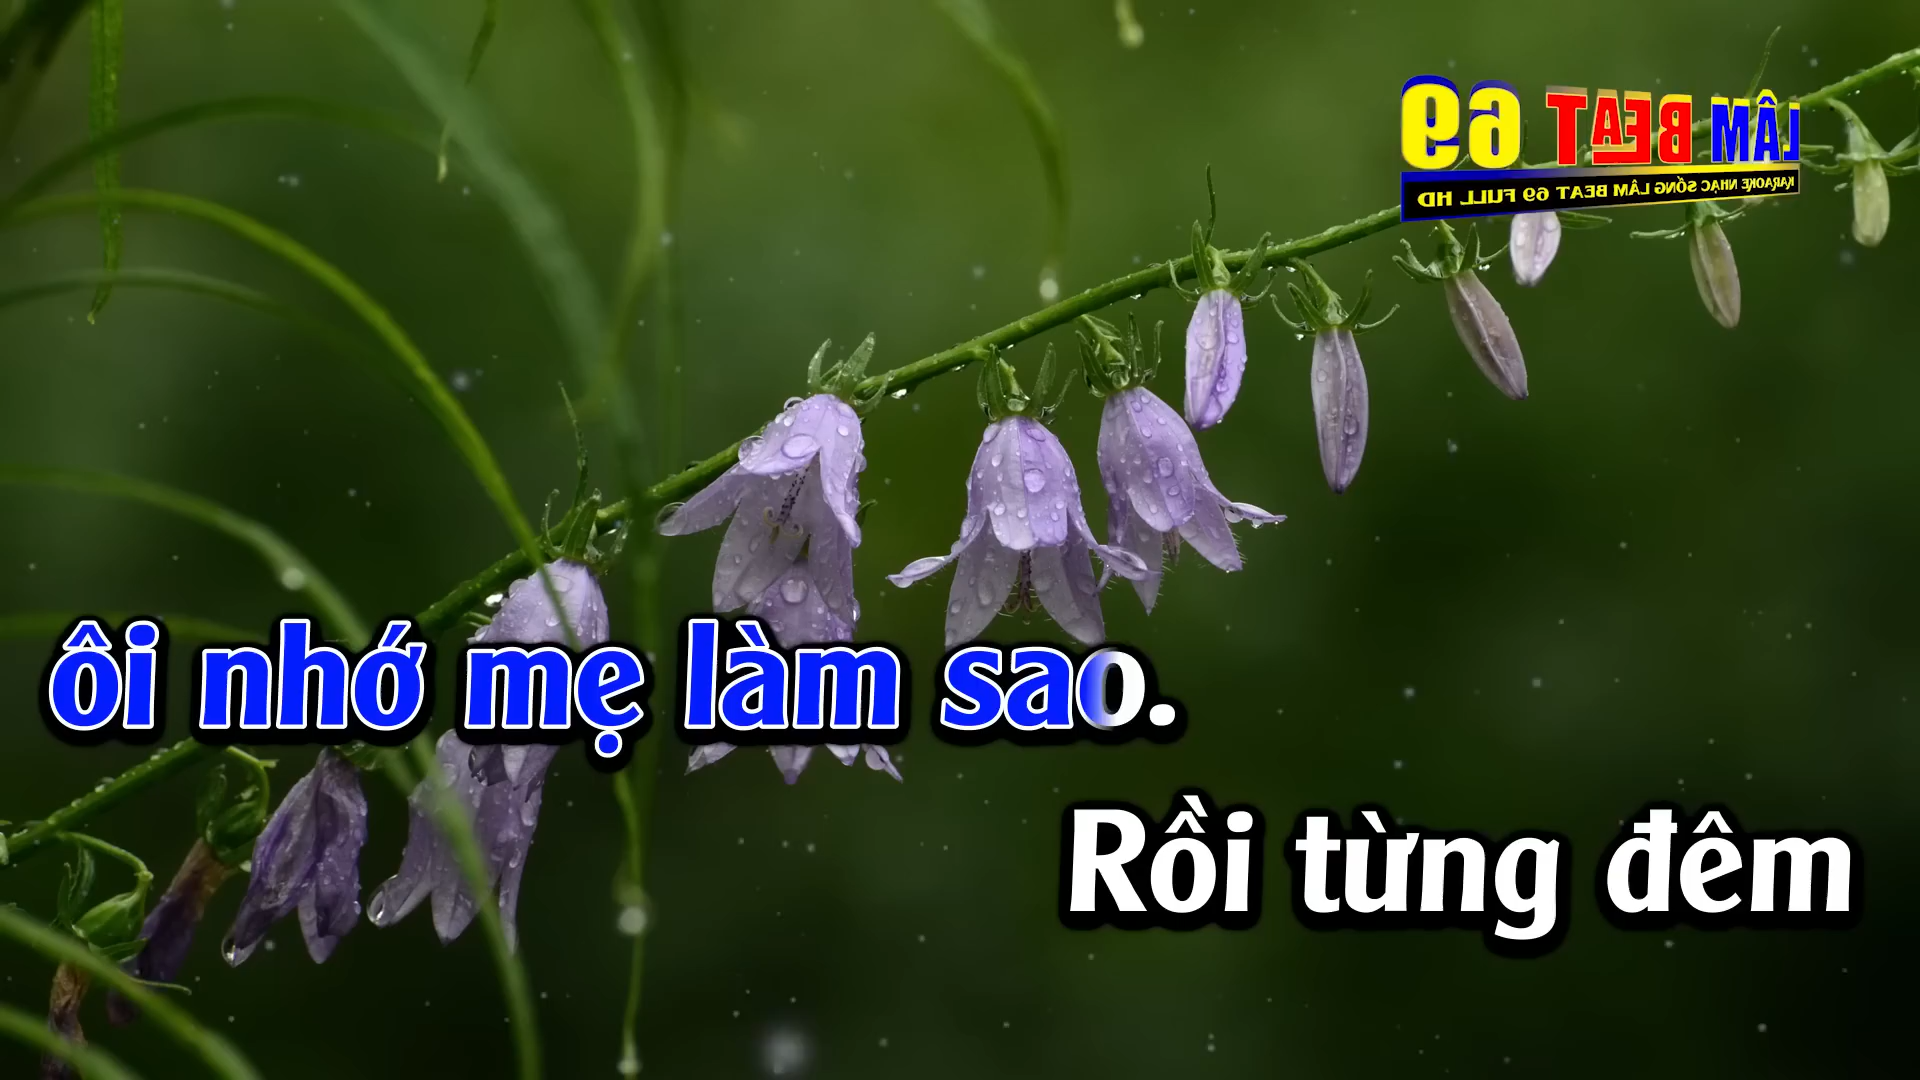 LÂM BEAT 69
KARAOKE NHẠC SỐNG LÂM BEAT 69 FULL HD
ôi nhớ mẹ làm sao.
Rồi từng đêm